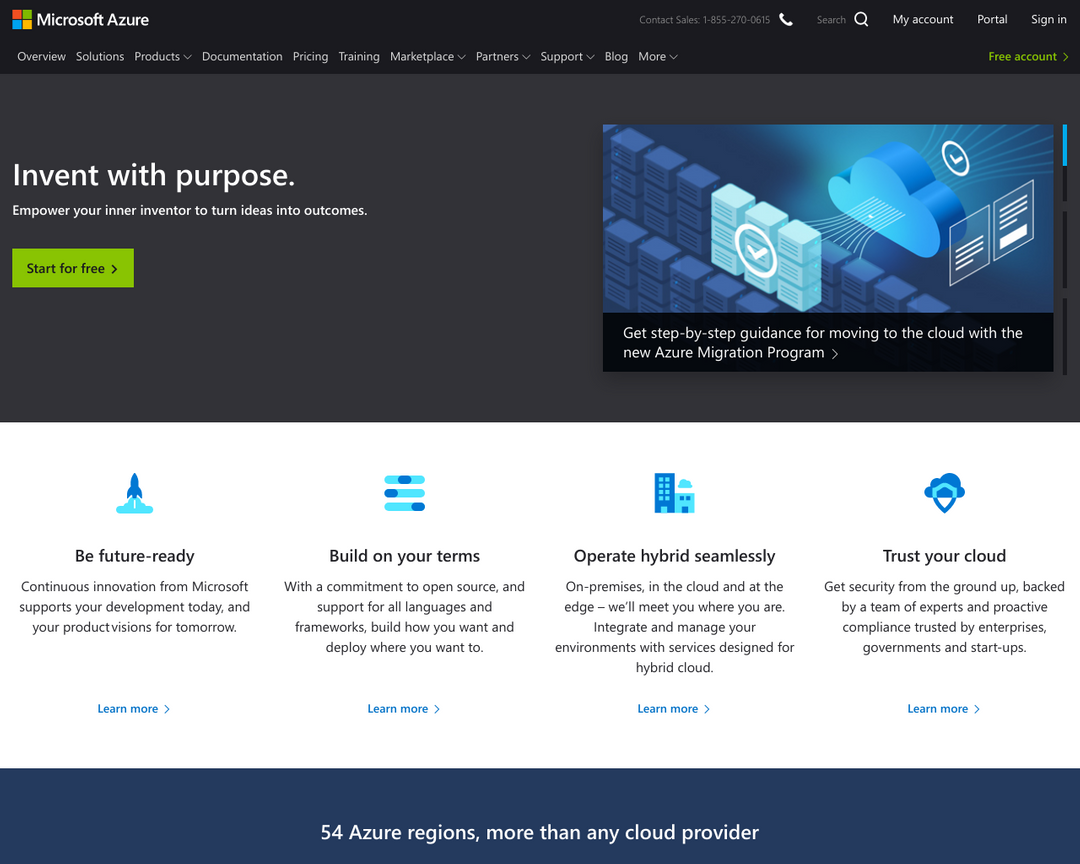 Microsoft Azure
Contact Sales: 1-855-270-0615
Search
My account
Portal
Sign in
Overview Solutions Products Documentation Pricing Training Marketplace Partners Support Blog More
Free account
Invent with purpose.
Empower your inner inventor to turn ideas into outcomes.
Start for free
Get step-by-step guidance for moving to the cloud with the
new Azure Migration Program
Be future-ready
Continuous innovation from Microsoft
supports your development today, and
your product visions for tomorrow.
Learn more
Build on your terms
With a commitment to open source, and
support for all languages and
frameworks, build how you want and
deploy where you want to.
Learn more
Operate hybrid seamlessly
On-premises, in the cloud and at the
edge – we’ll meet you where you are.
Integrate and manage your
environments with services designed for
hybrid cloud.
Learn more
Trust your cloud
Get security from the ground up, backed
by a team of experts and proactive
compliance trusted by enterprises,
governments and start-ups.
Learn more
54 Azure regions, more than any cloud provider